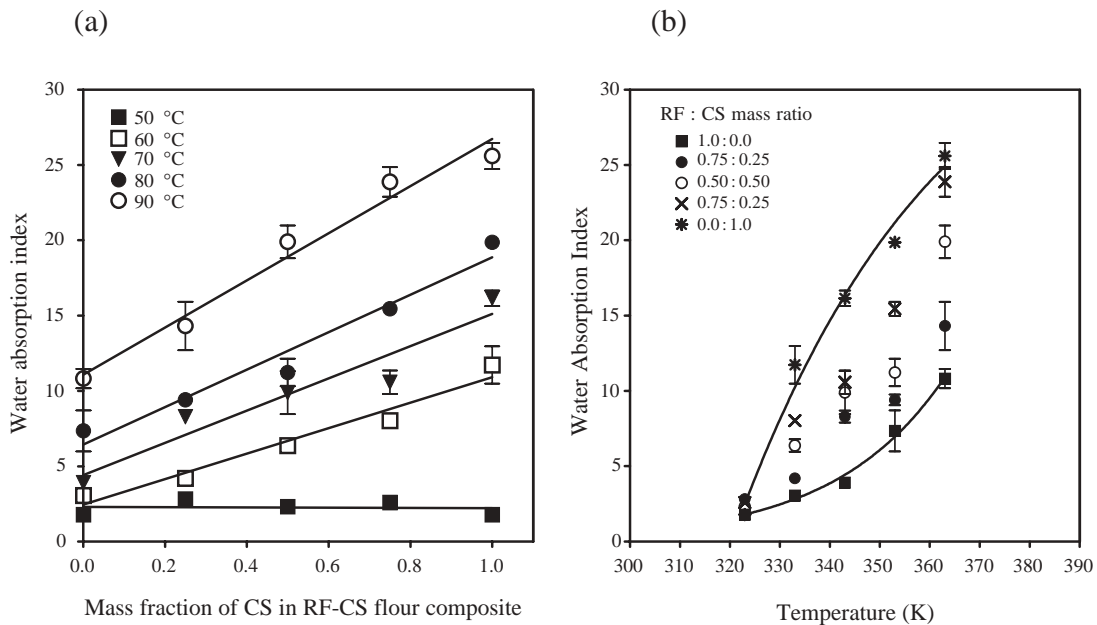 (a)
30
25
20
15
10
5
0
Water absorption index
50 °C
60 °C
70 °C
80 °C
90 °C
0.0
0.2
0.4
0.6
0.8
1.0
Mass fraction of CS in RF-CS flour composite
(b)
30
25
20
15
10
5
0
Water Absorption Index
RF : CS mass ratio
1.0 : 0.0
0.75 : 0.25
0.50 : 0.50
0.75 : 0.25
0.0 : 1.0
300
310
320
330
340
350
360
370
380
390
Temperature (K)